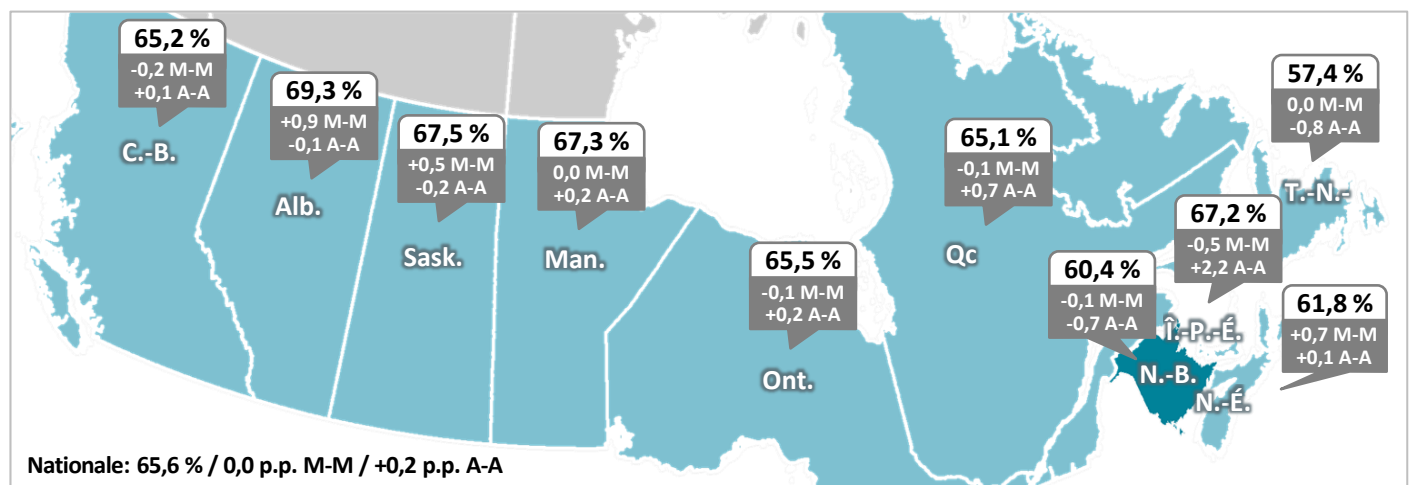 65,2 %
-0,2 M-M
+0,1 A-A
C.-B.
69,3 %
+0,9 M-M
-0,1 A-A
Alb.
67,5 %
+0,5 M-M
-0,2 A-A
Sask.
67,3 %
0,0 M-M
+0,2 A-A
Man.
65,5 %
-0,1 M-M
+0,2 A-A
Ont.
65,1 %
-0,1 M-M
+0,7 A-A
Qc
60,4 %
-0,1 M-M
-0,7 A-A
N.-B.
67,2 %
-0,5 M-M
+2,2 A-A
Î.-P.-É.
61,8 %
+0,7 M-M
+0,1 A-A
N.-É.
57,4 %
0,0 M-M
-0,8 A-A
T.-N.-
Nationale: 65,6 % / 0,0 p.p. M-M / +0,2 p.p. A-A